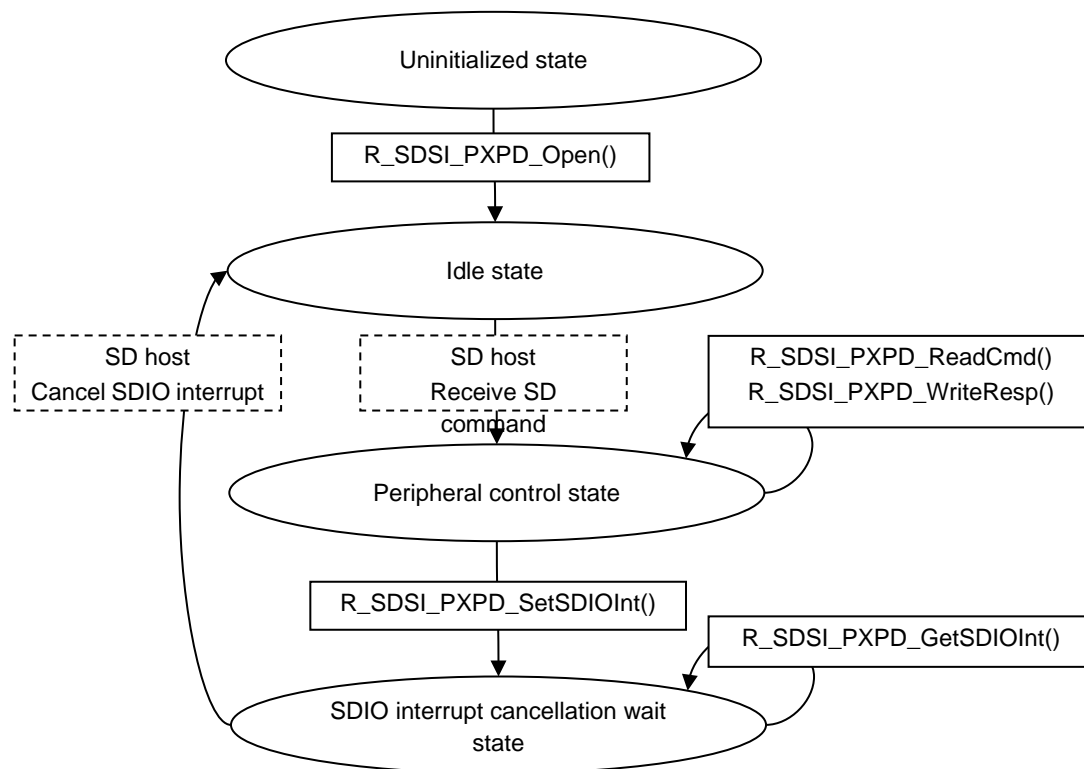 Uninitialized state
R_SDSI_PXPD_Open()
Idle state
SD host
Cancel SDIO interrupt
SD host
Receive SD
command
R_SDSI_PXPD_ReadCmd()
R_SDSI_PXPD_WriteResp()
Peripheral control state
R_SDSI_PXPD_SetSDIOInt()
R_SDSI_PXPD_GetSDIOInt()
SDIO interrupt cancellation wait
state